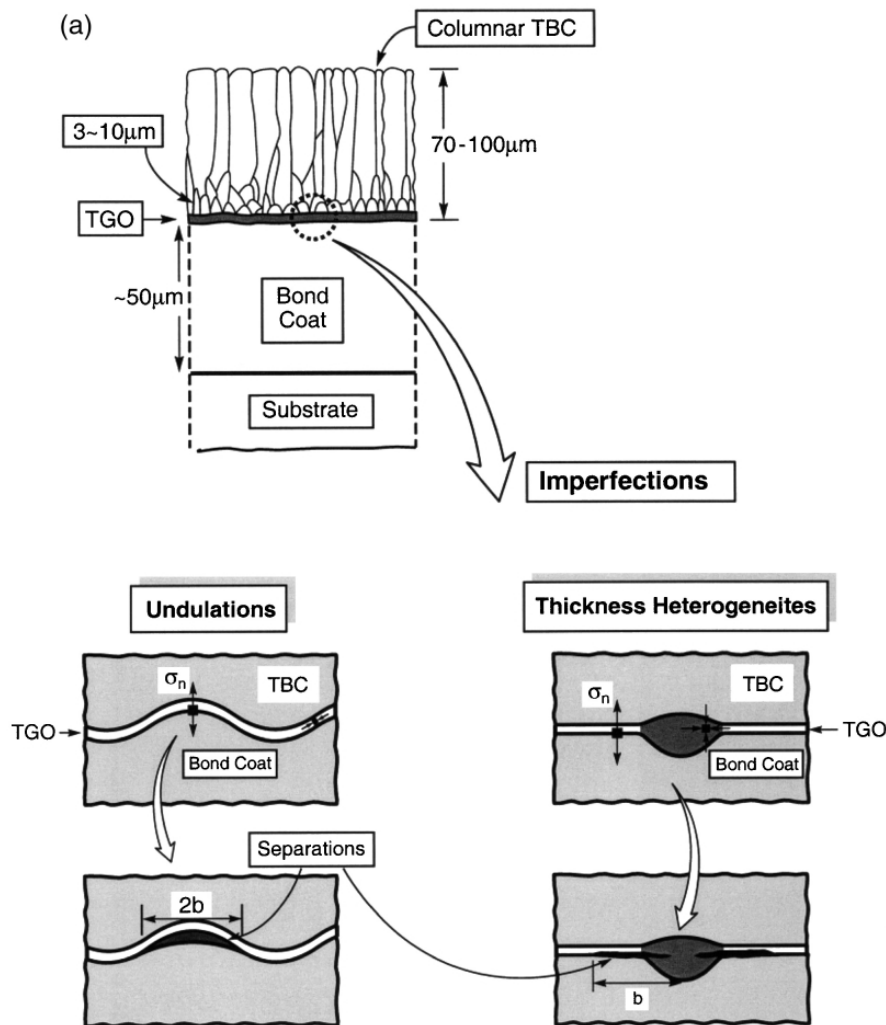 (a)
Columnar TBC
3~10μm
70-100μm
TGO
~50μm
Bond
Coat
Substrate
Imperfections
Undulations
Thickness Heterogeneites
σn
TBC
TGO
Bond Coat
σn
TBC
TGO
Bond Coat
Separations
2b
b